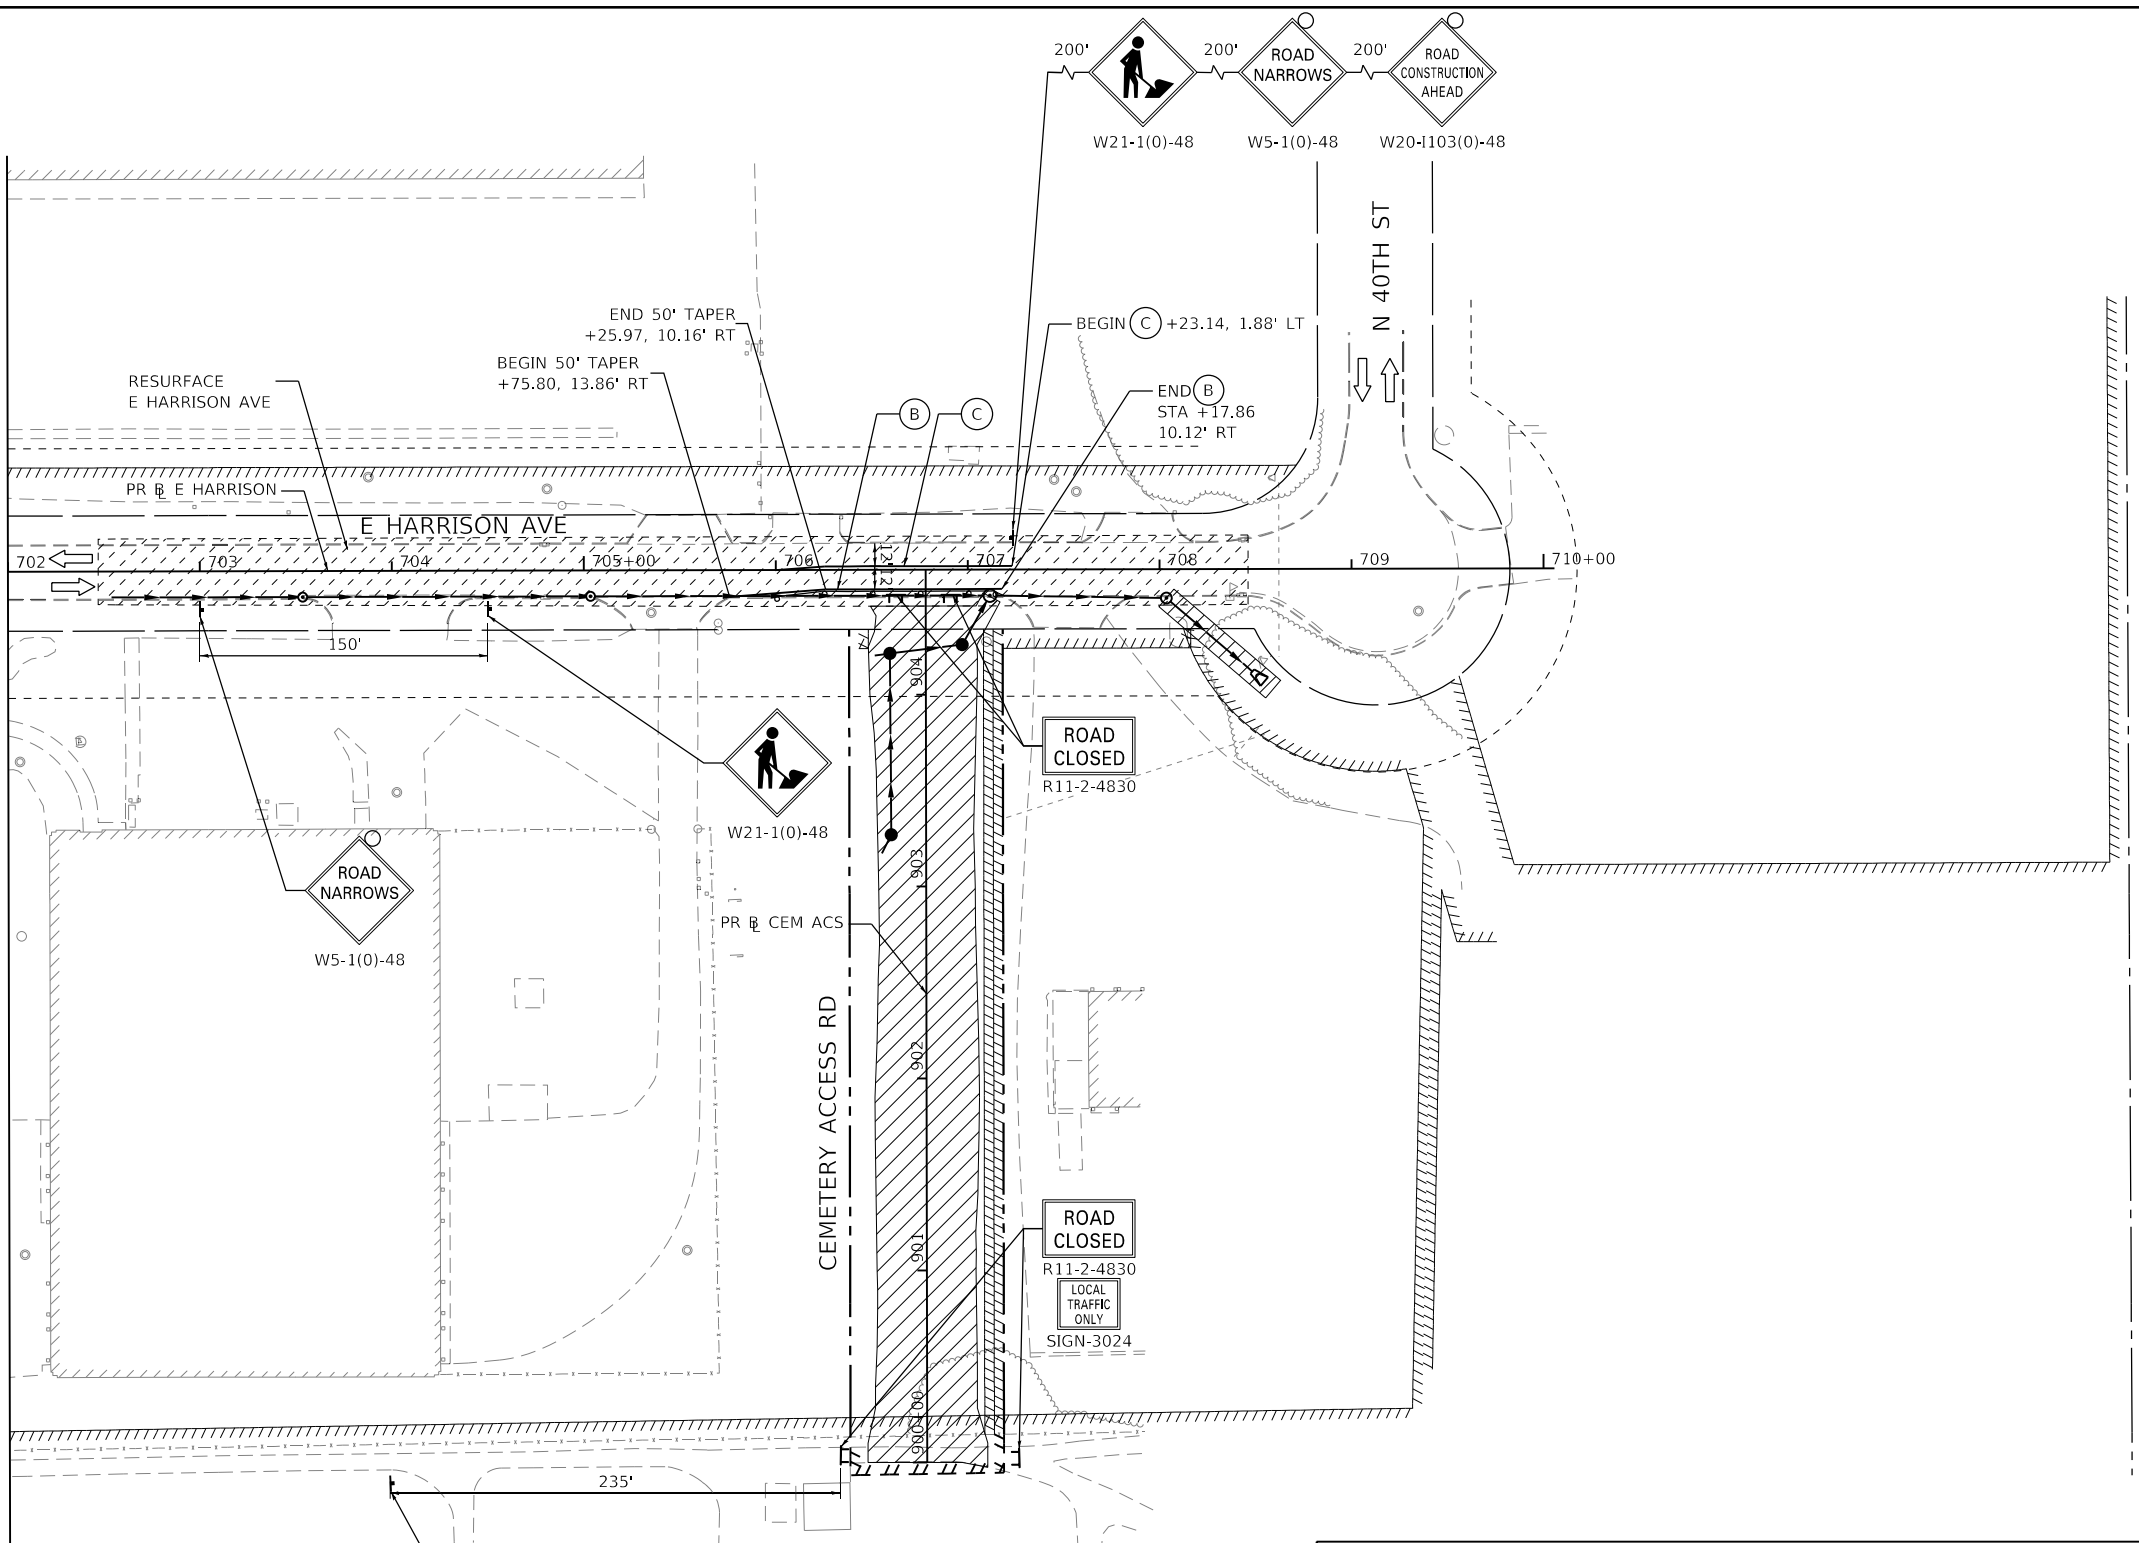 200'
200'
200'
ROAD
NARROWS
ROAD
CONSTRUCTION
AHEAD
W21-1(0)-48
W5-1(0)-48
W20-I103(0)-48
N 40TH ST
END 50' TAPER
+25.97, 10.16' RT
BEGIN C +23.14, 1.88' LT
BEGIN 50' TAPER
+75.80, 13.86' RT
RESURFACE
E HARRISON AVE
END B
STA +17.86
10.12' RT
B
C
PR BL E HARRISON
E HARRISON AVE
702
703
704
705+00
706
12'
12'
707
708
709
710+00
150'
904
ROAD
CLOSED
R11-2-4830
W21-1(0)-48
903
ROAD
NARROWS
W5-1(0)-48
PR BL CEM ACS
CEMETERY ACCESS RD
902
ROAD
CLOSED
R11-2-4830
901
LOCAL
TRAFFIC
ONLY
SIGN-3024
900+00
235'